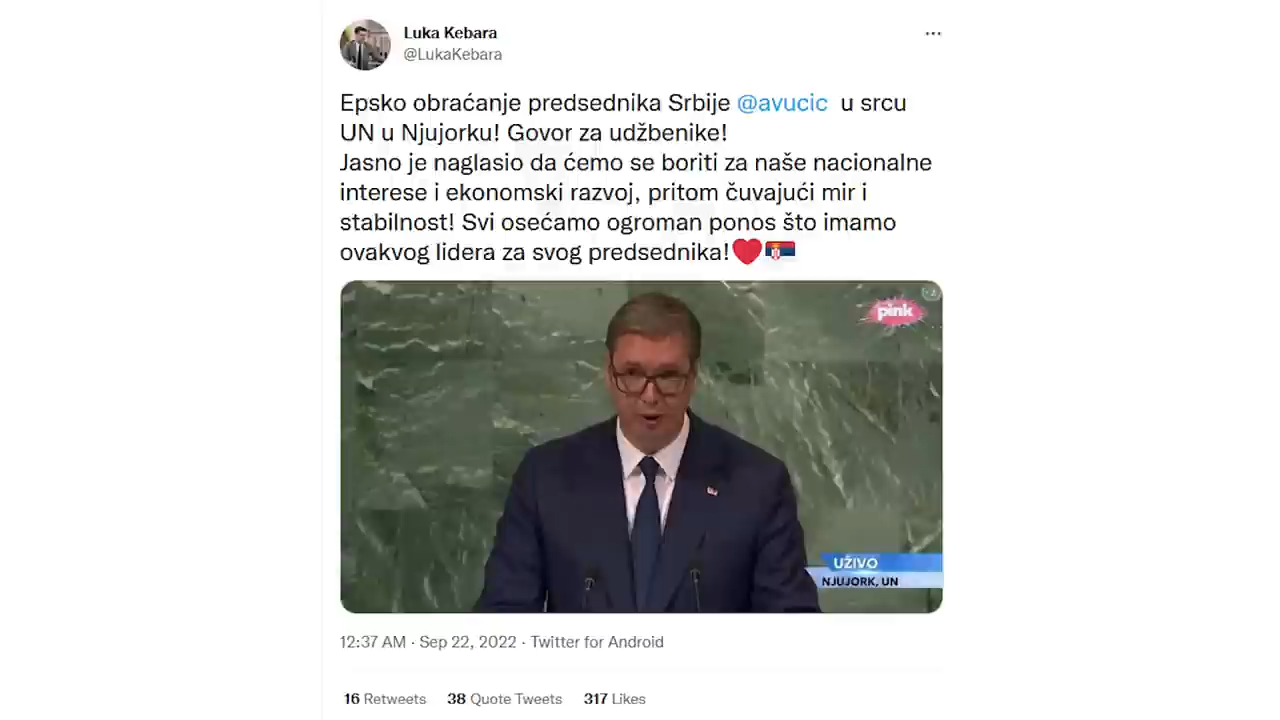 Luka Kebara
@LukaKebara
Epsko obraćanje predsednika Srbije @avucic u srcu
UN u Njujorku! Govor za udžbenike!
Jasno je naglasio da ćemo se boriti za naše nacionalne
interese i ekonomski razvoj, pritom čuvajući mir i
stabilnost! Svi osećamo ogroman ponos što imamo
ovakvog lidera za svog predsednika!❤️🇷🇸
pink
UŽIVO
NJUJORK, UN
12:37 AM · Sep 22, 2022 · Twitter for Android
16 Retweets 38 Quote Tweets 317 Likes